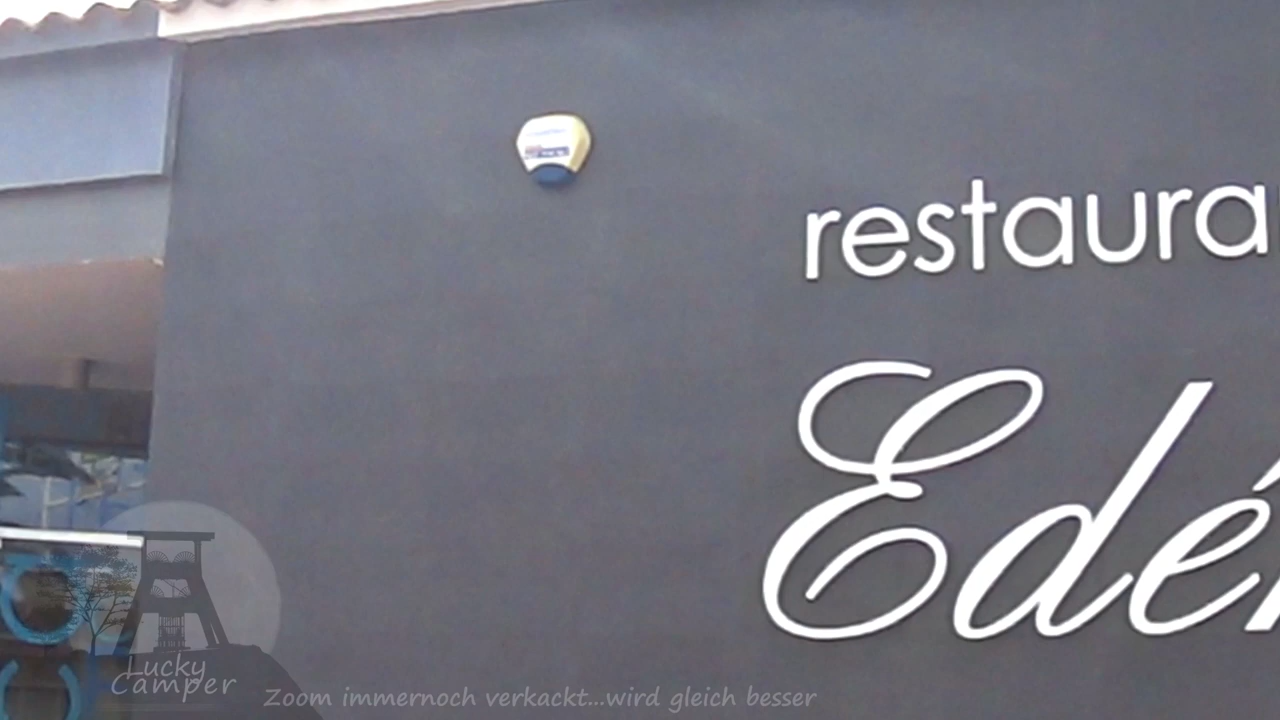 restaura
Edé
Lucky
Camper
Zoom immernoch verkackt...wird gleich besser